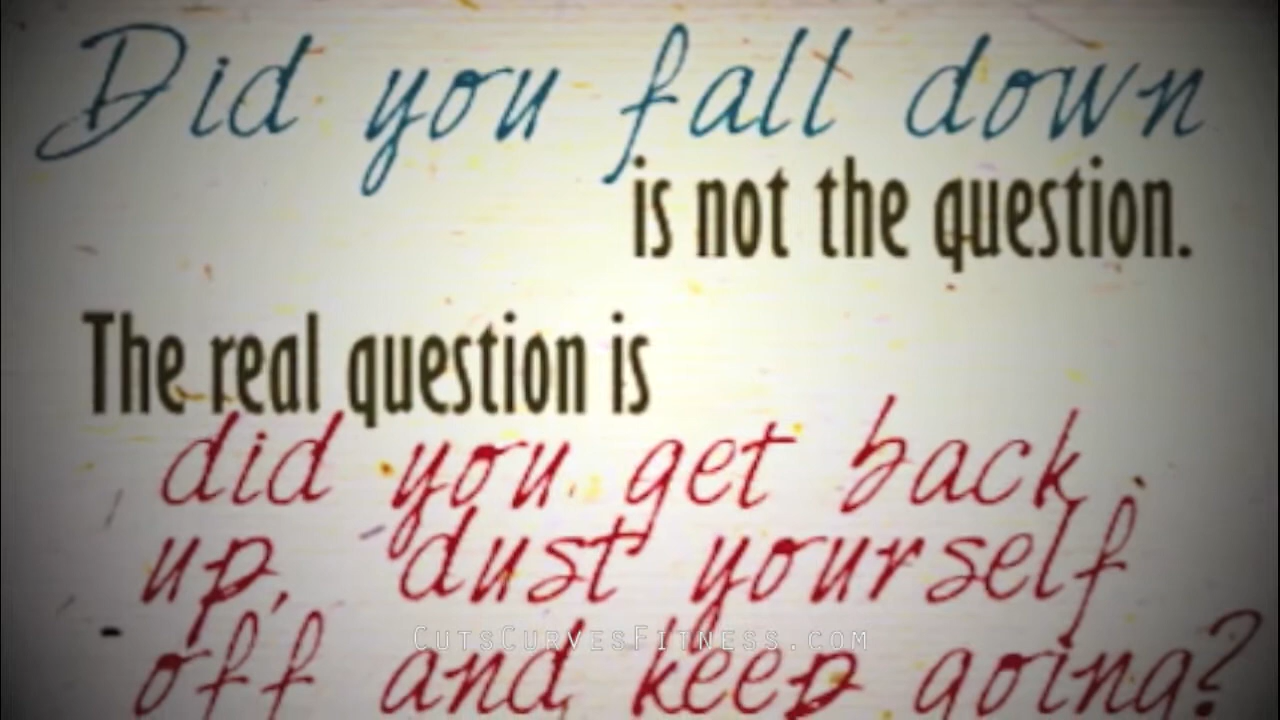 Did you fall down
is not the question.
The real question is
did you get back
up, dust yourself
CutsCurvesFitness.com
off and keep going?